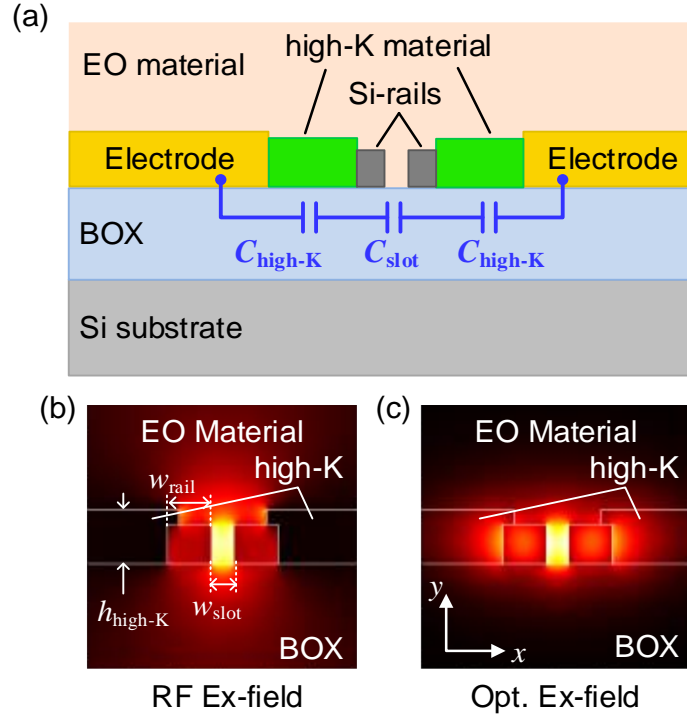 (a)
high-K material
EO material
Si-rails
Electrode
Electrode
BOX
C_high-K
C_slot
C_high-K
Si substrate
(b)
(c)
EO Material
high-K
w_rail
h_high-K
w_slot
BOX
RF Ex-field
EO Material
high-K
y
x
BOX
Opt. Ex-field